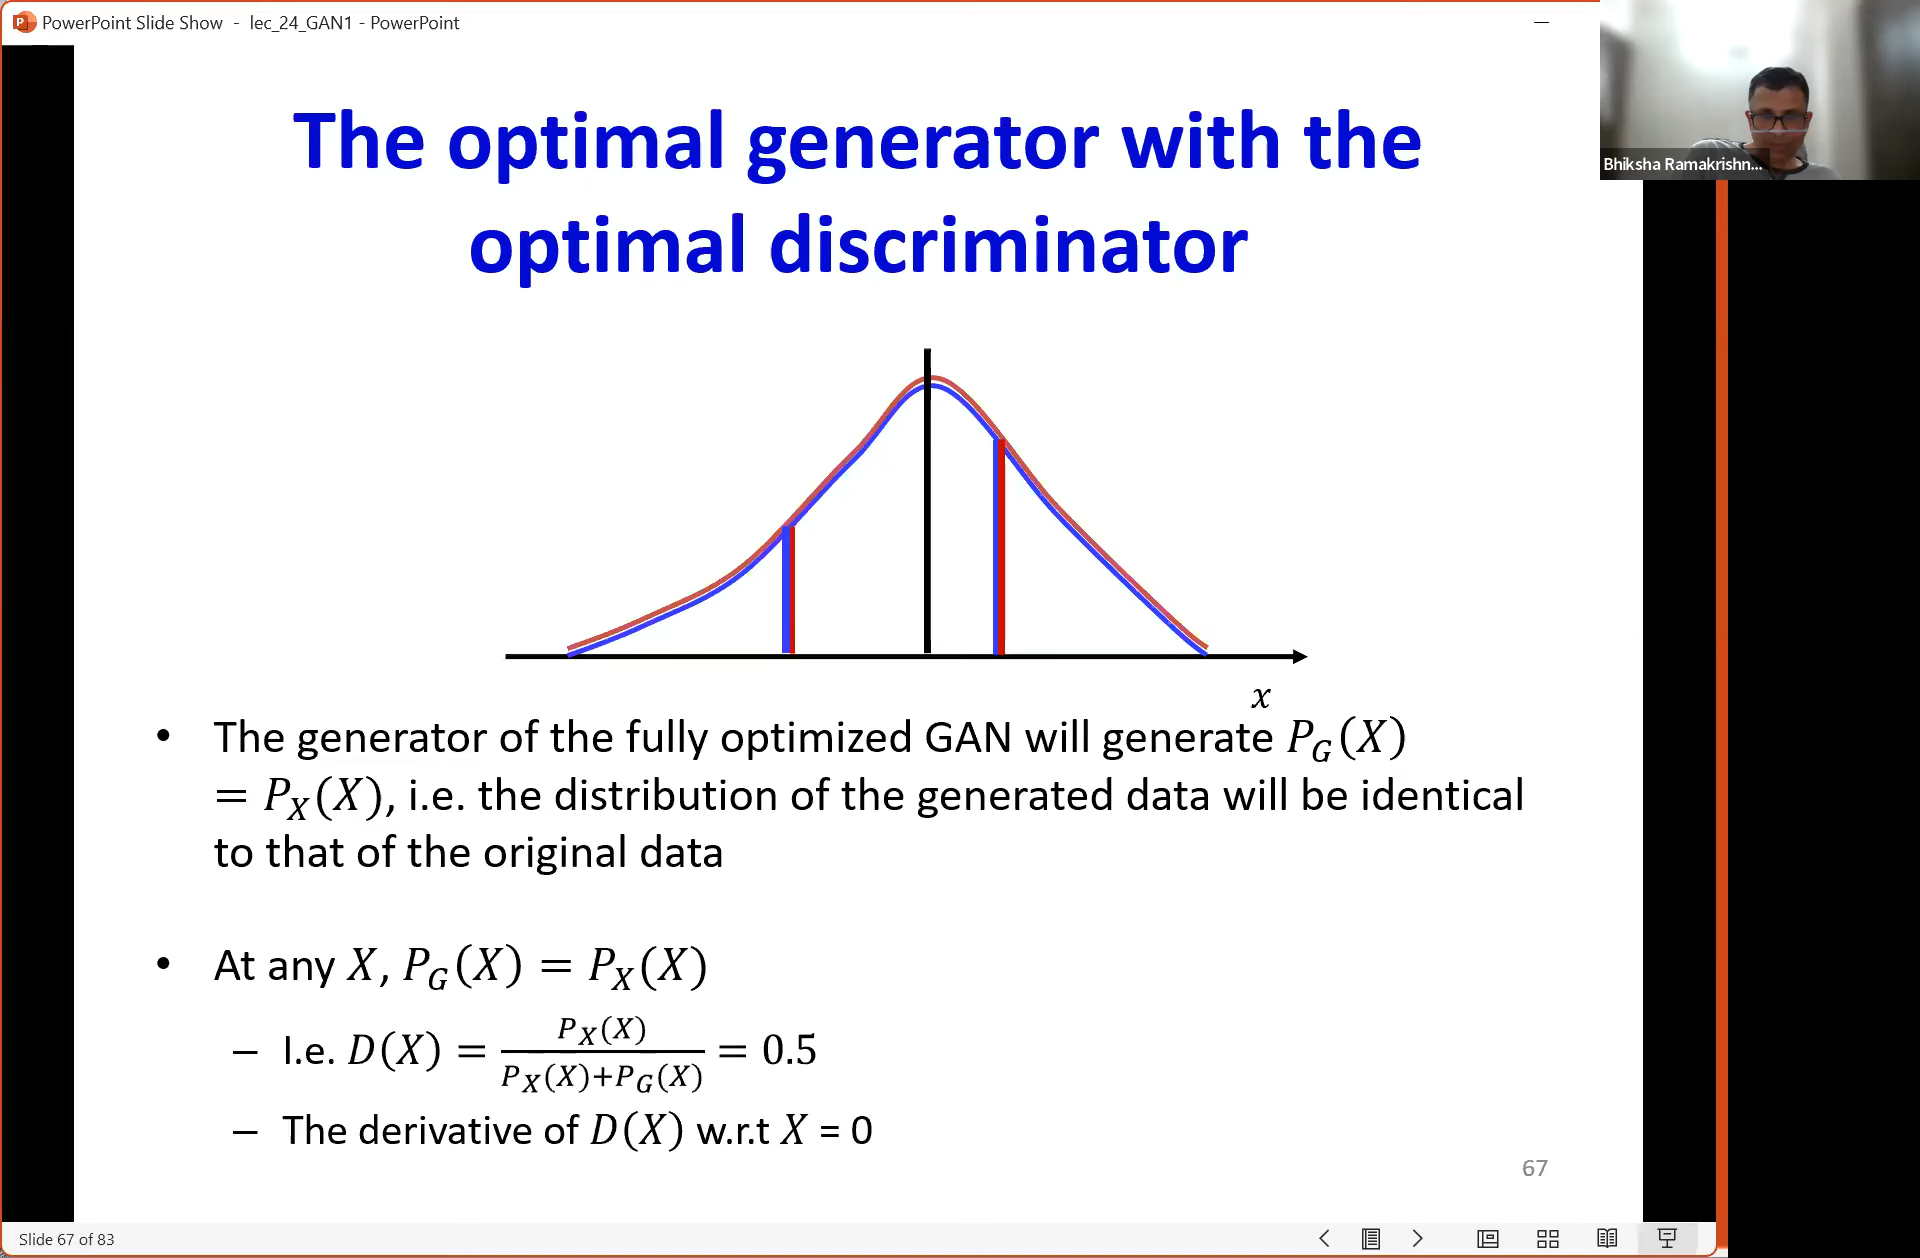 PowerPoint Slide Show - lec_24_GAN1 - PowerPoint
Bhiksha Ramakrishn...
The optimal generator with the
optimal discriminator
x
• The generator of the fully optimized GAN will generate P_G(X)
= P_X(X), i.e. the distribution of the generated data will be identical
to that of the original data
• At any X, P_G(X) = P_X(X)
– I.e. D(X) = P_X(X) / P_X(X)+P_G(X) = 0.5
– The derivative of D(X) w.r.t X = 0
67
Slide 67 of 83